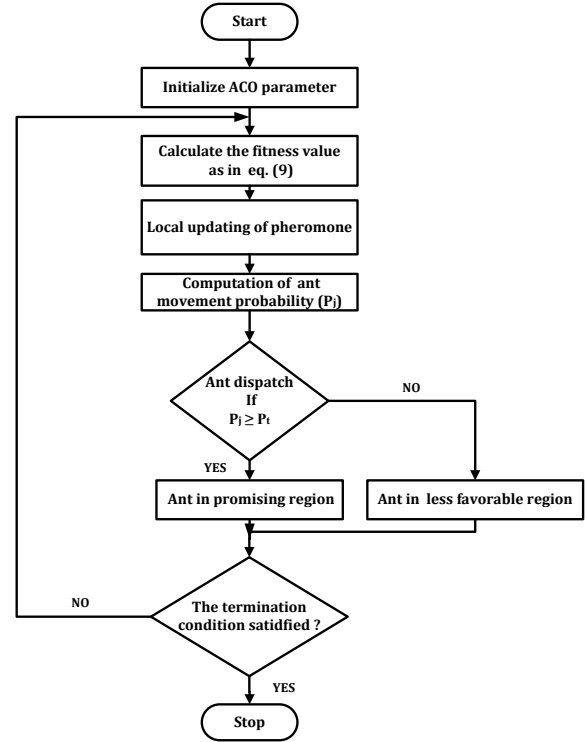 Start
Initialize ACO parameter
Calculate the fitness value
as in eq. (9)
Local updating of pheromone
Computation of ant
movement probability (Pj)
Ant dispatch
If
Pj ≥ Pt
NO
YES
Ant in promising region
Ant in less favorable region
NO
The termination
condition satidfied ?
YES
Stop